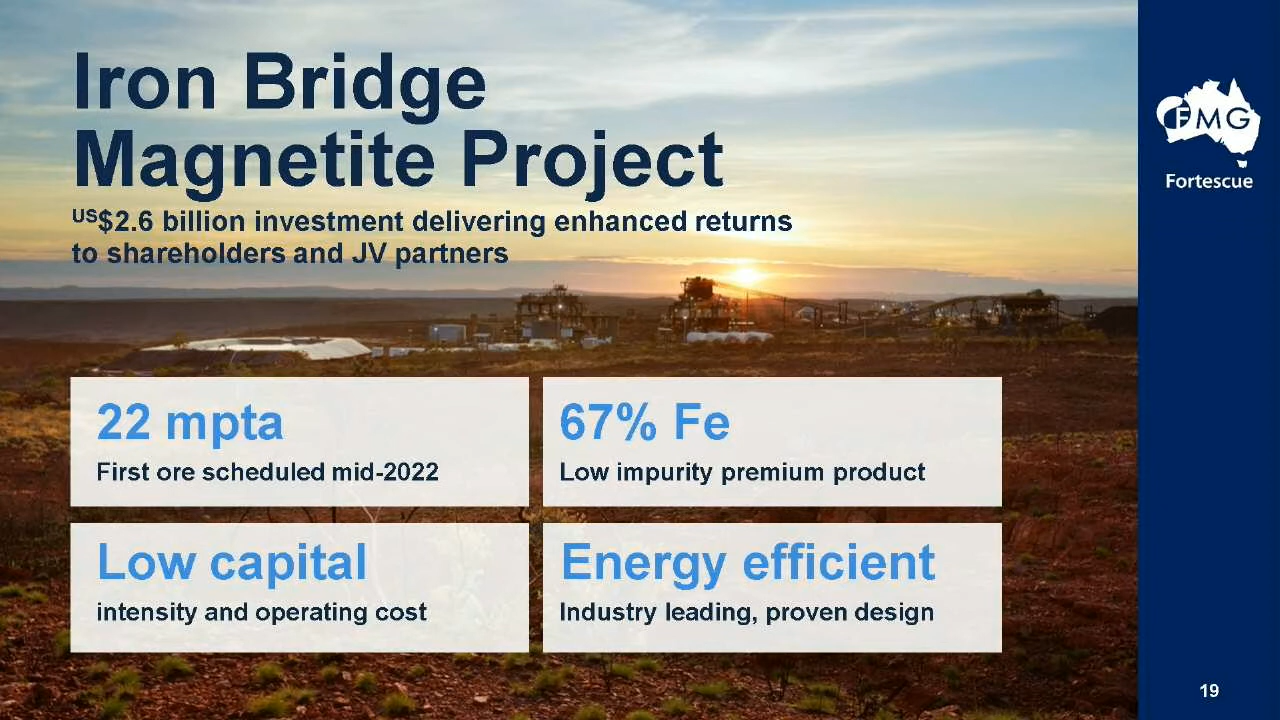 Iron Bridge
Magnetite Project
US$2.6 billion investment delivering enhanced returns
to shareholders and JV partners
22 mpta
First ore scheduled mid-2022
67% Fe
Low impurity premium product
Low capital
intensity and operating cost
Energy efficient
Industry leading, proven design
FMG
Fortescue
19